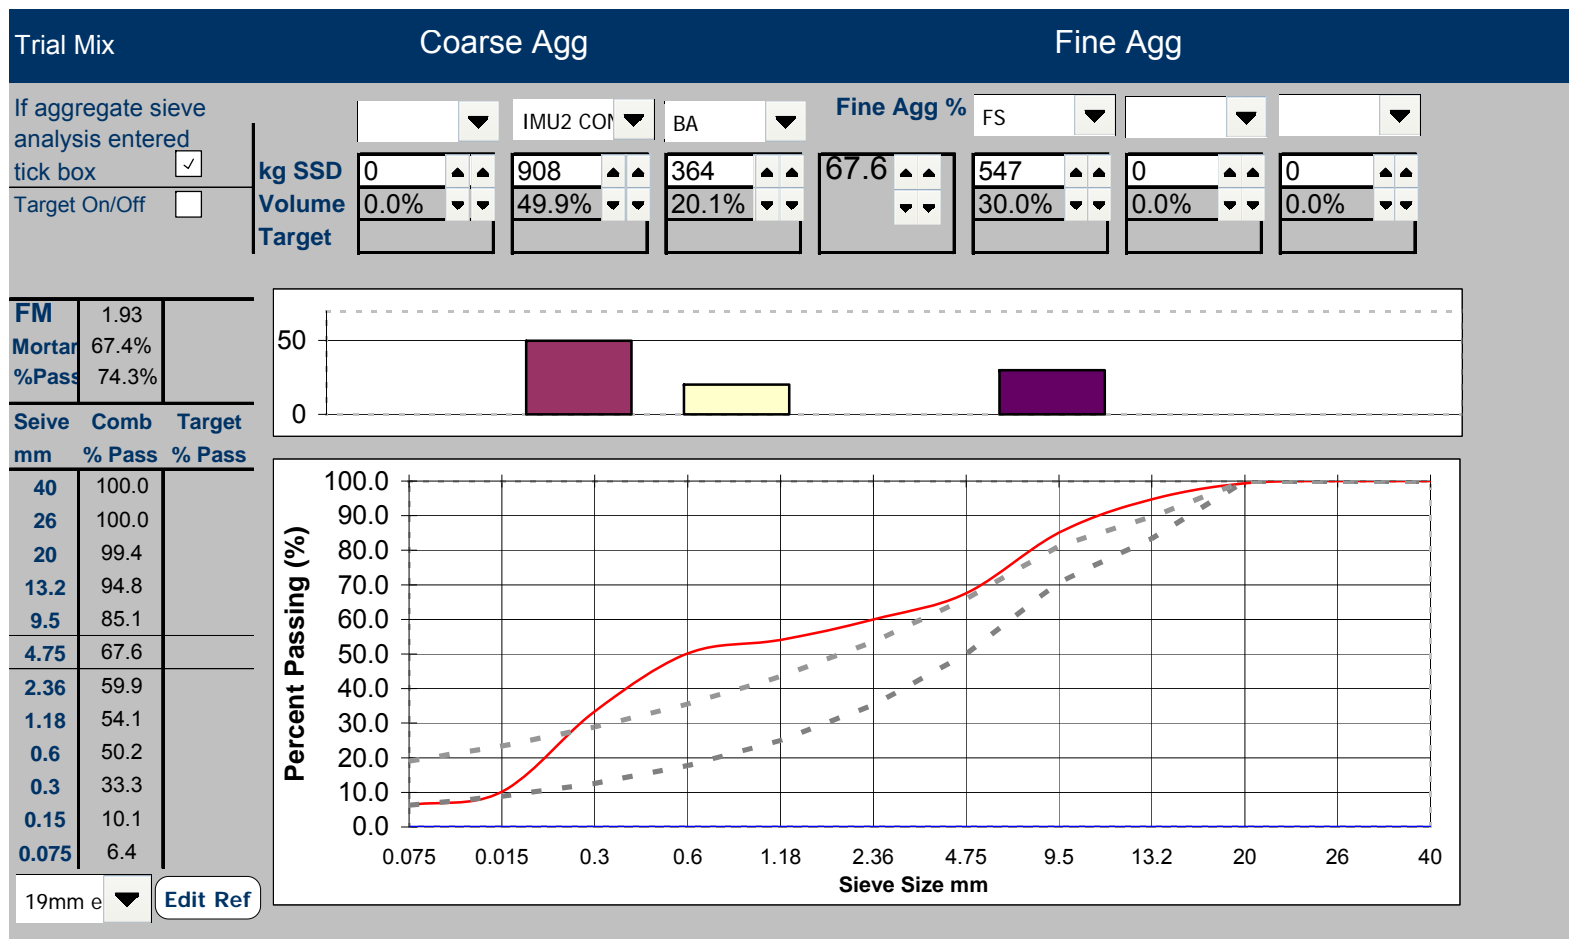 Trial Mix Coarse Agg Fine Agg
If aggregate sieve
analysis entered
tick box
Target On/Off
IMU2 CON BA Fine Agg % FS
kg SSD 0 908 364 67.6 547 0 0
Volume 0.0% 49.9% 20.1% 30.0% 0.0% 0.0%
Target
FM 1.93
Mortar 67.4%
%Pass 74.3%
Seive Comb Target
mm % Pass % Pass
40 100.0
26 100.0
20 99.4
13.2 94.8
9.5 85.1
4.75 67.6
2.36 59.9
1.18 54.1
0.6 50.2
0.3 33.3
0.15 10.1
0.075 6.4
19mm e Edit Ref
50
0
Percent Passing (%)
100.0
90.0
80.0
70.0
60.0
50.0
40.0
30.0
20.0
10.0
0.0
0.075 0.015 0.3 0.6 1.18 2.36 4.75 9.5 13.2 20 26 40
Sieve Size mm